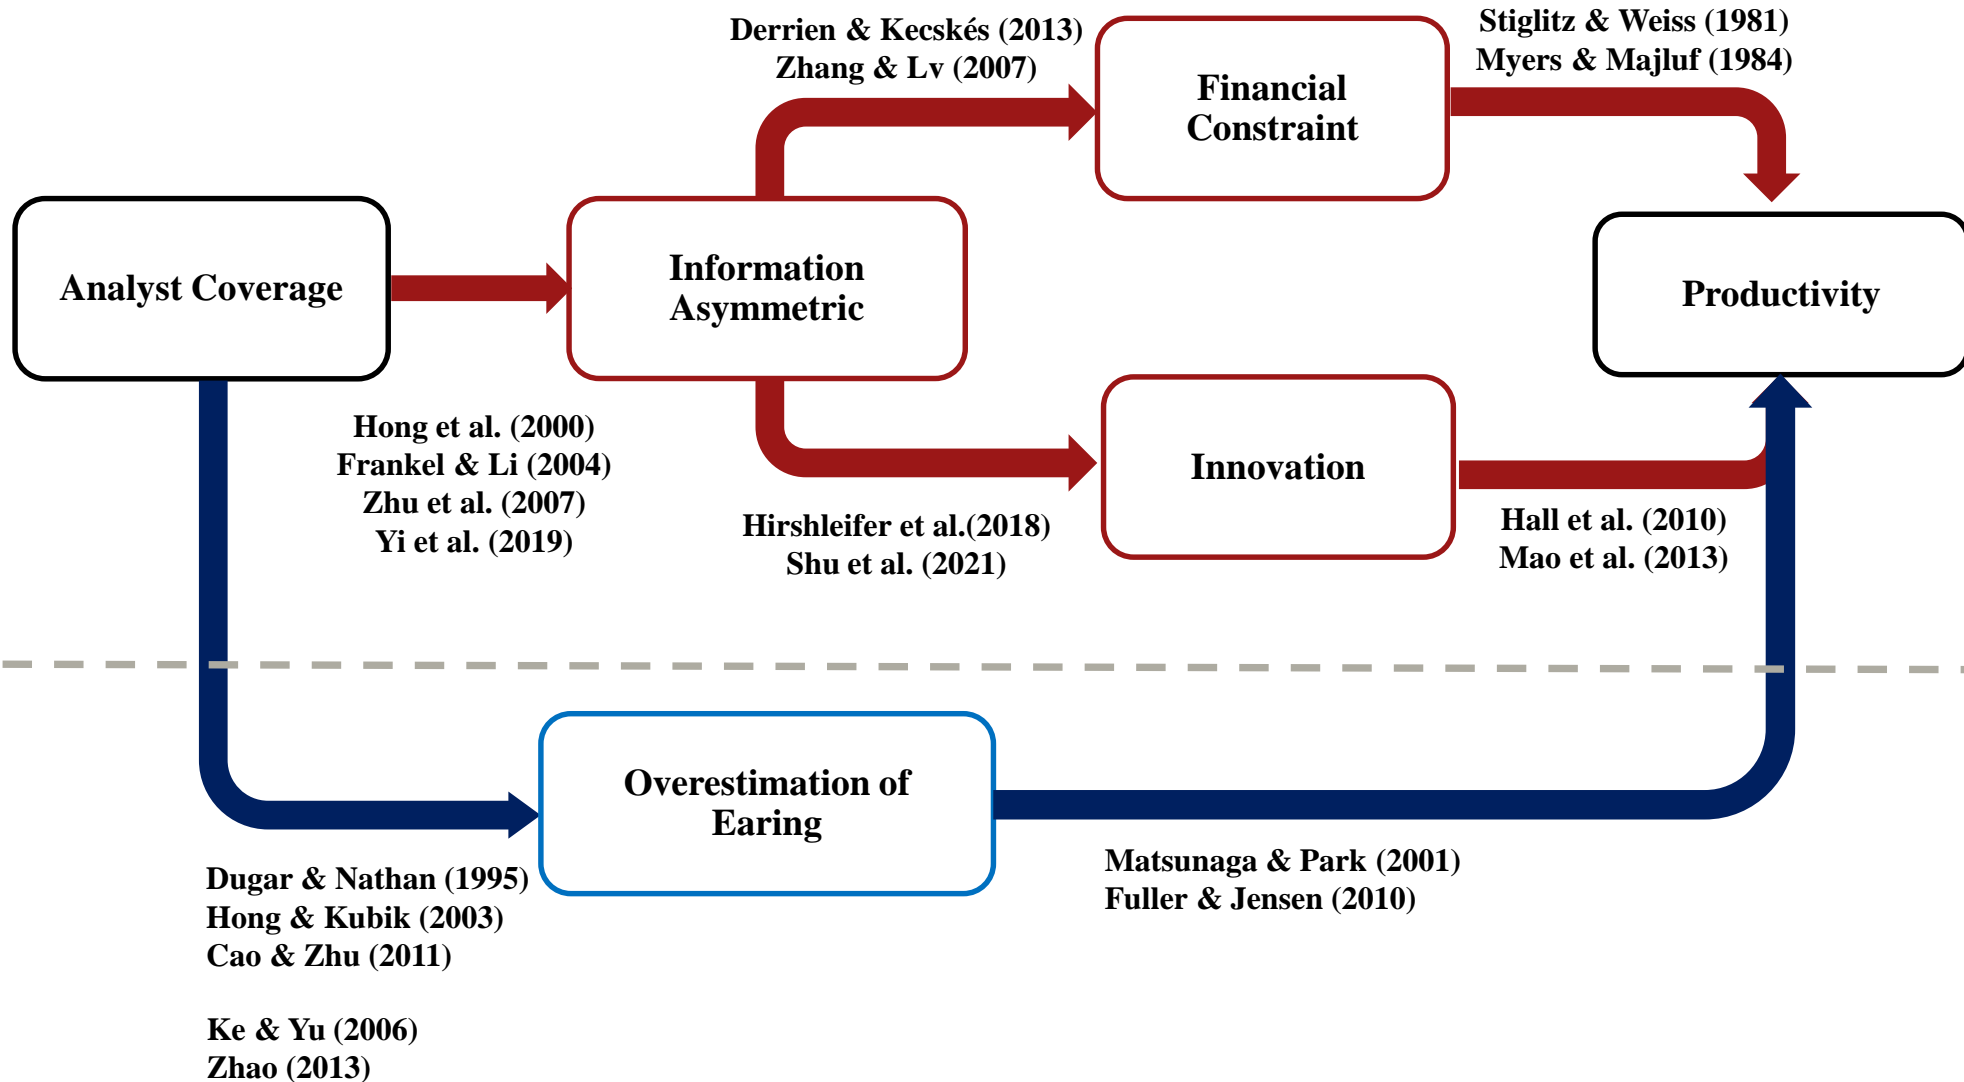 Derrien & Kecskés (2013)
Zhang & Lv (2007)
Stiglitz & Weiss (1981)
Myers & Majluf (1984)
Financial
Constraint
Analyst Coverage
Information
Asymmetric
Productivity
Hong et al. (2000)
Frankel & Li (2004)
Zhu et al. (2007)
Yi et al. (2019)
Innovation
Hirshleifer et al.(2018)
Shu et al. (2021)
Hall et al. (2010)
Mao et al. (2013)
Overestimation of
Earing
Dugar & Nathan (1995)
Hong & Kubik (2003)
Cao & Zhu (2011)
Ke & Yu (2006)
Zhao (2013)
Matsunaga & Park (2001)
Fuller & Jensen (2010)